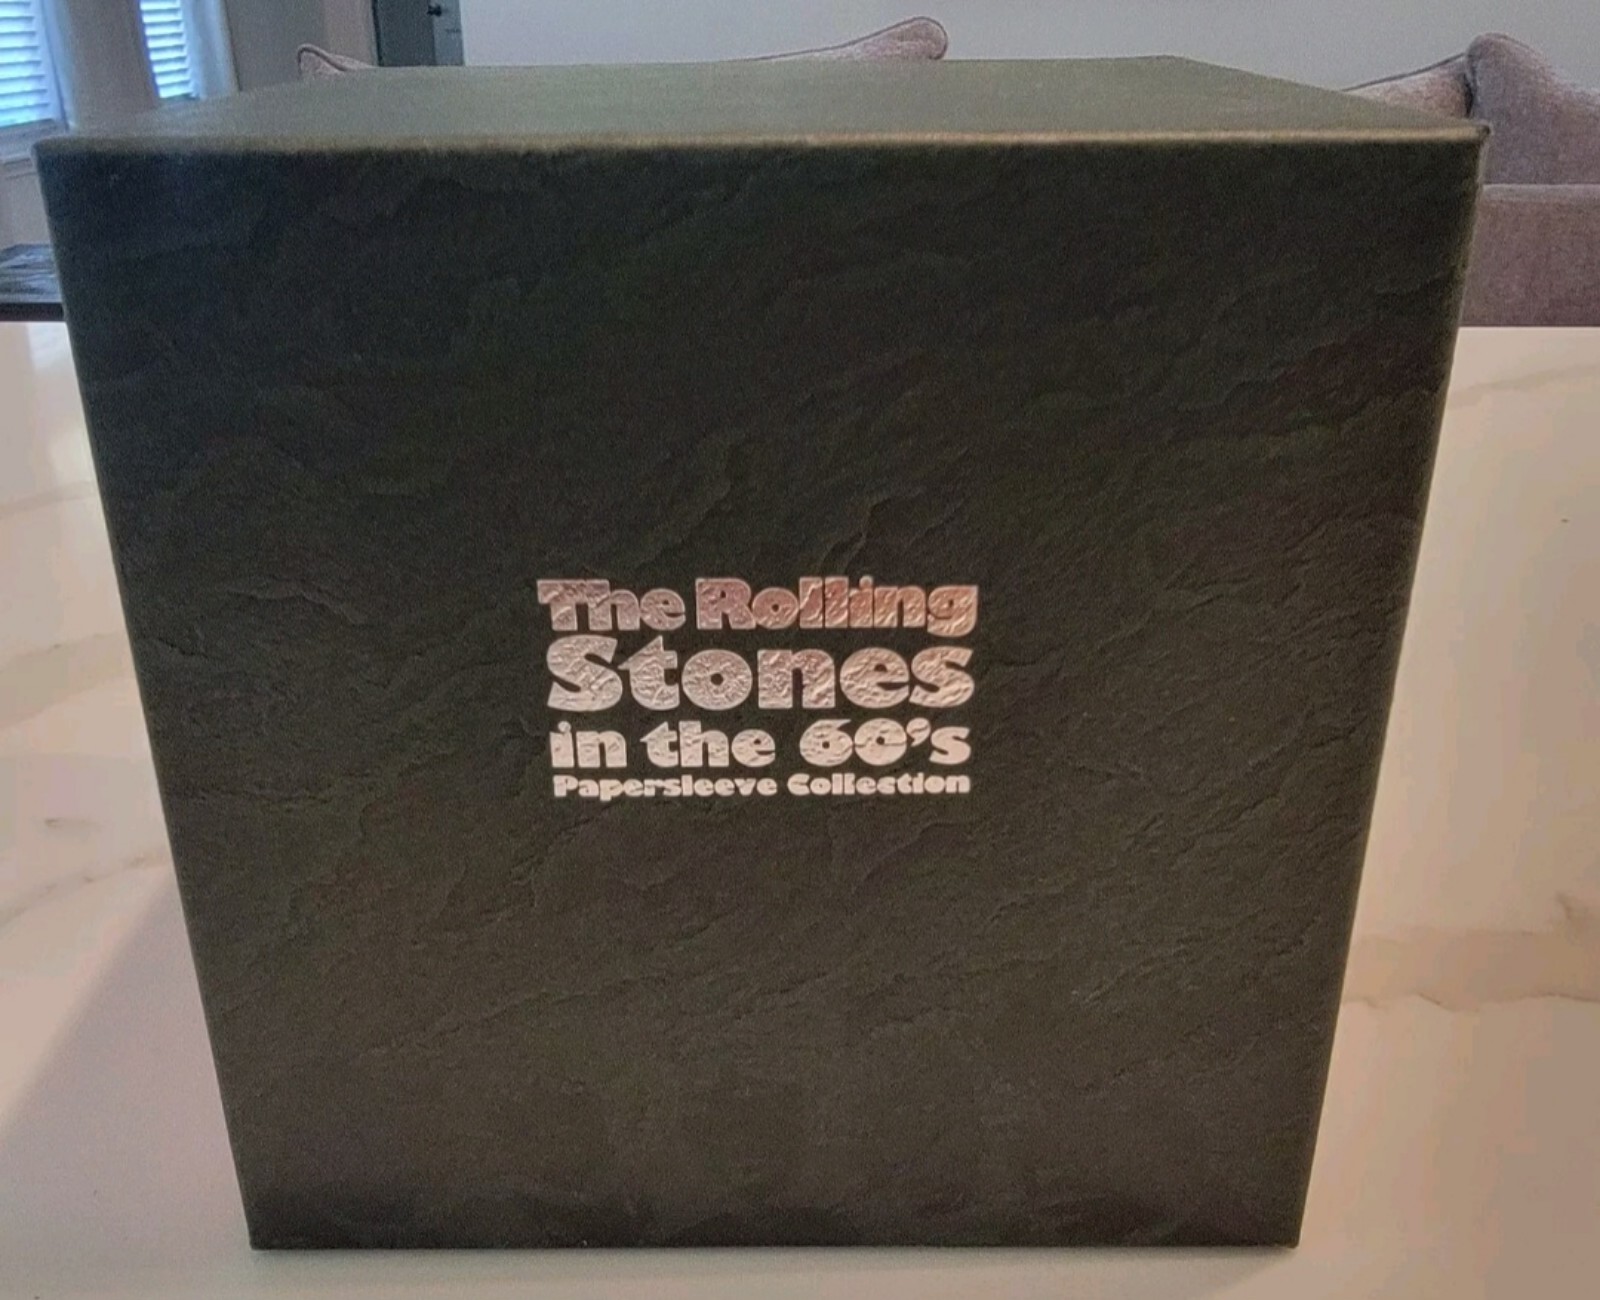 The Rolling
Stones
in the 60's
Papersleeve Collection